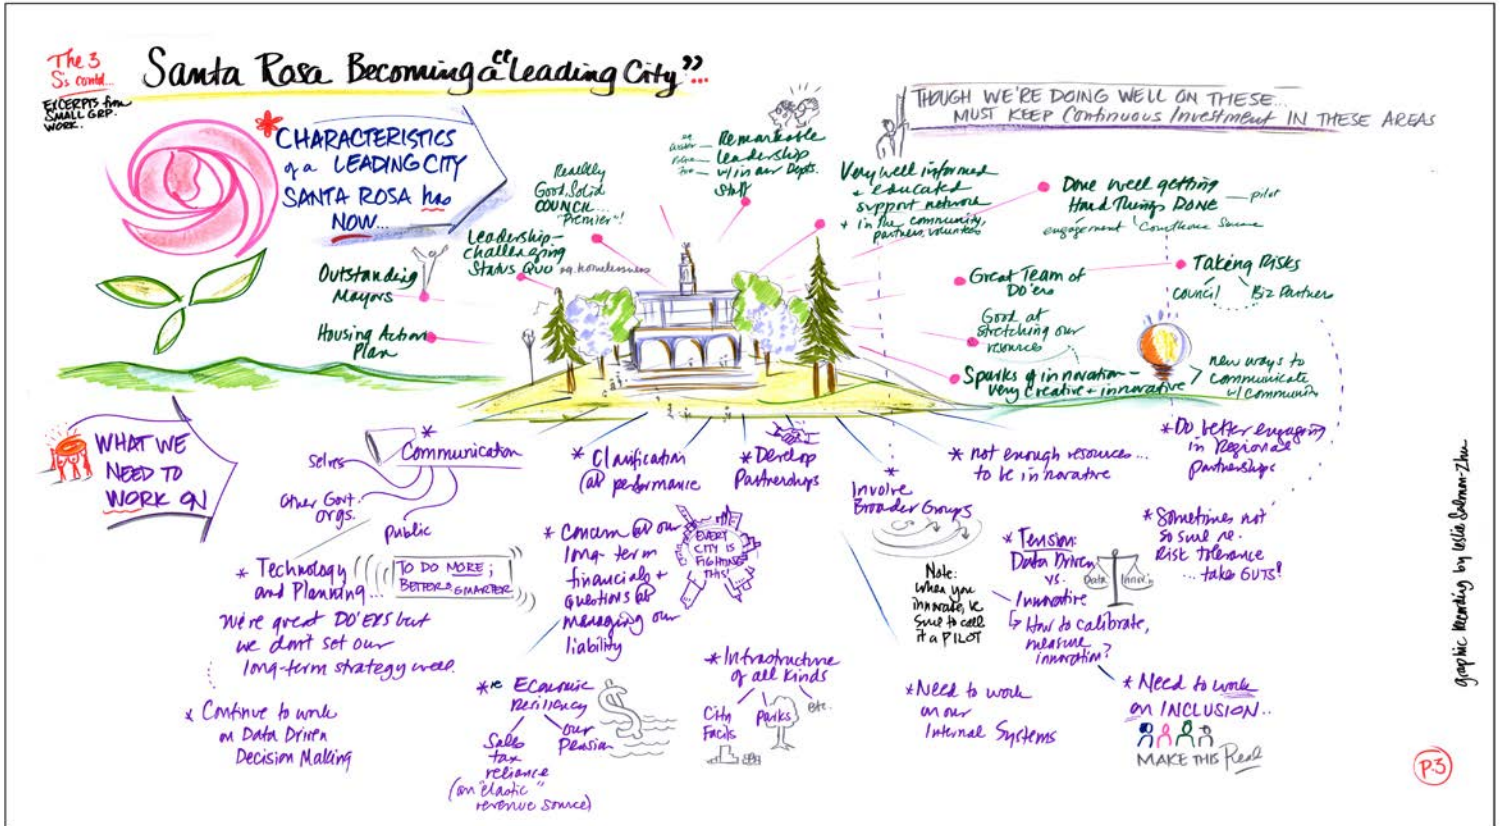 The 3
S's contd...
EXCERPTS from
SMALL GRP.
WORK.
Santa Rosa Becoming a "Leading City"...
CHARACTERISTICS
of a LEADING CITY
SANTA ROSA has
NOW...
THOUGH WE'RE DOING WELL ON THESE...
MUST KEEP Continuous Investment IN THESE AREAS
Outstanding
Mayors
Housing Action
Plan
Leadership-
challenging
Status Quo eg. homelessness
Really
Good, Solid
COUNCIL...
"Premier"!
eg
water
Police
Fire
Remarkable
leadership
w/in our Depts.
Staff
Very well informed
+ educated
support network
+ in the community,
partners, volunteers
Done well getting
Hard Things DONE
pilot
engagement Courthouse Square
Great Team of
DO'ers
Taking Risks
Council Biz Partners
Good at
stretching our
resources
Sparks of innovation-
very creative + innovative
new ways to
communicate
w/ community
WHAT WE
NEED TO
WORK ON
* Communication
Selves
Other Govt.
orgs.
Public
* Technology
and Planning...
TO DO MORE;
BETTER & SMARTER
We're great DO'ERS but
we don't set our
long-term strategy well.
* Continue to work
on Data Driven
Decision Making
* Clarification
@ performance
* Concern @ our
long-term
financials +
questions @
managing our
liability
EVERY
CITY IS
FIGHTING
THIS!
* re Economic
Resiliency
Sales
tax
reliance
(an "elastic"
revenue source)
our
Pension
$
* Develop
Partnerships
* Infrastructure
of all kinds
City
Facils
Parks
etc.
* Involve
Broader Groups
Note:
When you
innovate, be
sure to call
it a PILOT
* not enough resources...
to be innovative
* Tension:
Data Driven
vs.
Innovative
How to calibrate,
measure
innovation?
Data Innov.
* Do better engaging
in Regional
partnerships
* Sometimes not
so sure re.
Risk tolerance
... take GUTS!
* Need to work
on our
Internal Systems
* Need to work
on INCLUSION..
MAKE THIS Real
graphic recording by Leslie Salmon-Zhu
P.3